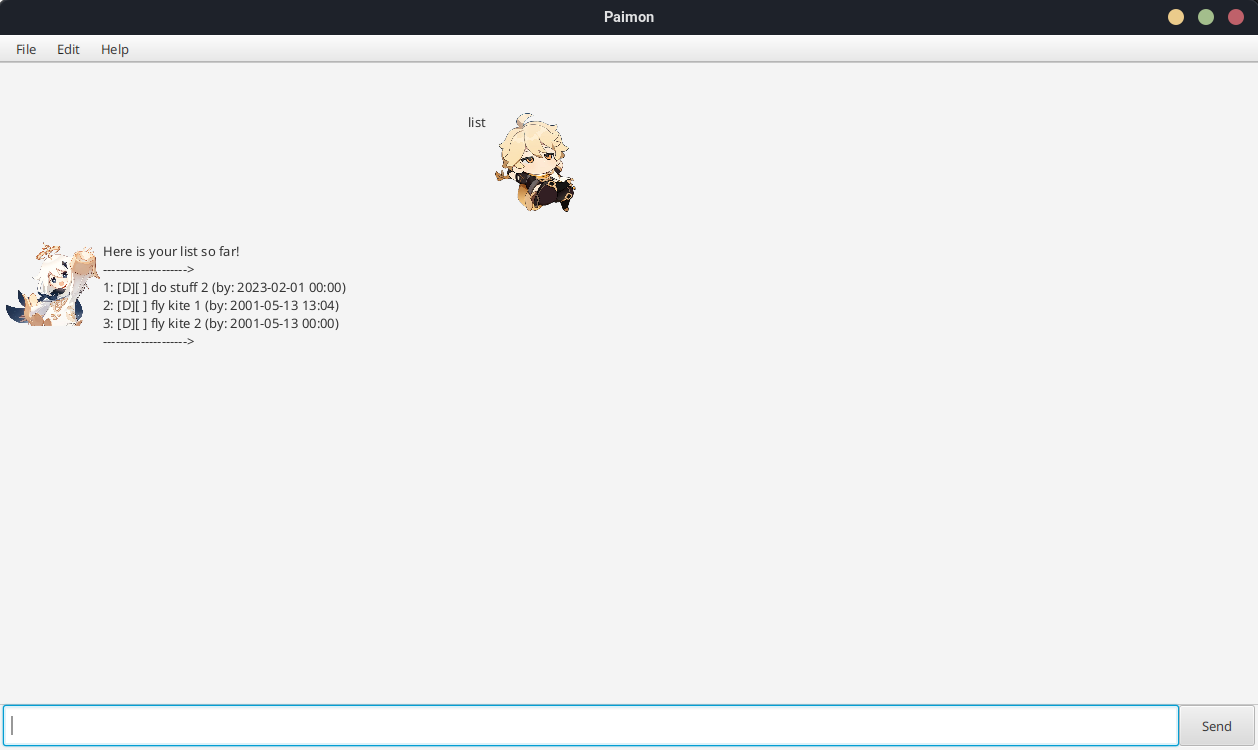 Paimon
File Edit Help
list
Here is your list so far!
-------------------->
1: [D][ ] do stuff 2 (by: 2023-02-01 00:00)
2: [D][ ] fly kite 1 (by: 2001-05-13 13:04)
3: [D][ ] fly kite 2 (by: 2001-05-13 00:00)
-------------------->
Send